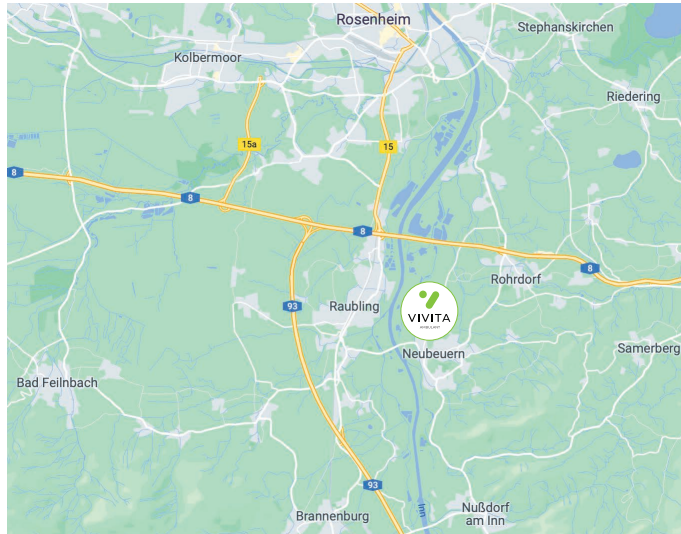 Rosenheim
Stephanskirchen
Kolbermoor
Riedering
15a
15
8
8
8
Rohrdorf
8
93
Raubling
VIVITA
AMBULANT
Neubeuern
Samerberg
Bad Feilnbach
93
Inn
Nußdorf
am Inn
Brannenburg